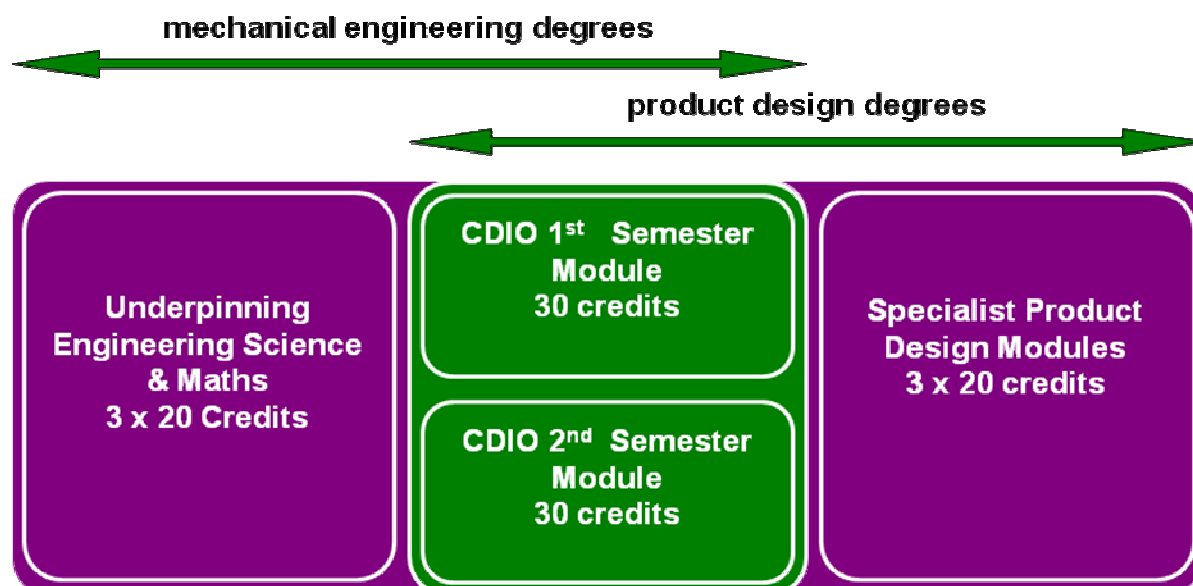 mechanical engineering degrees
product design degrees
Underpinning
Engineering Science
& Maths
3 x 20 Credits
CDIO 1st Semester
Module
30 credits
CDIO 2nd Semester
Module
30 credits
Specialist Product
Design Modules
3 x 20 credits